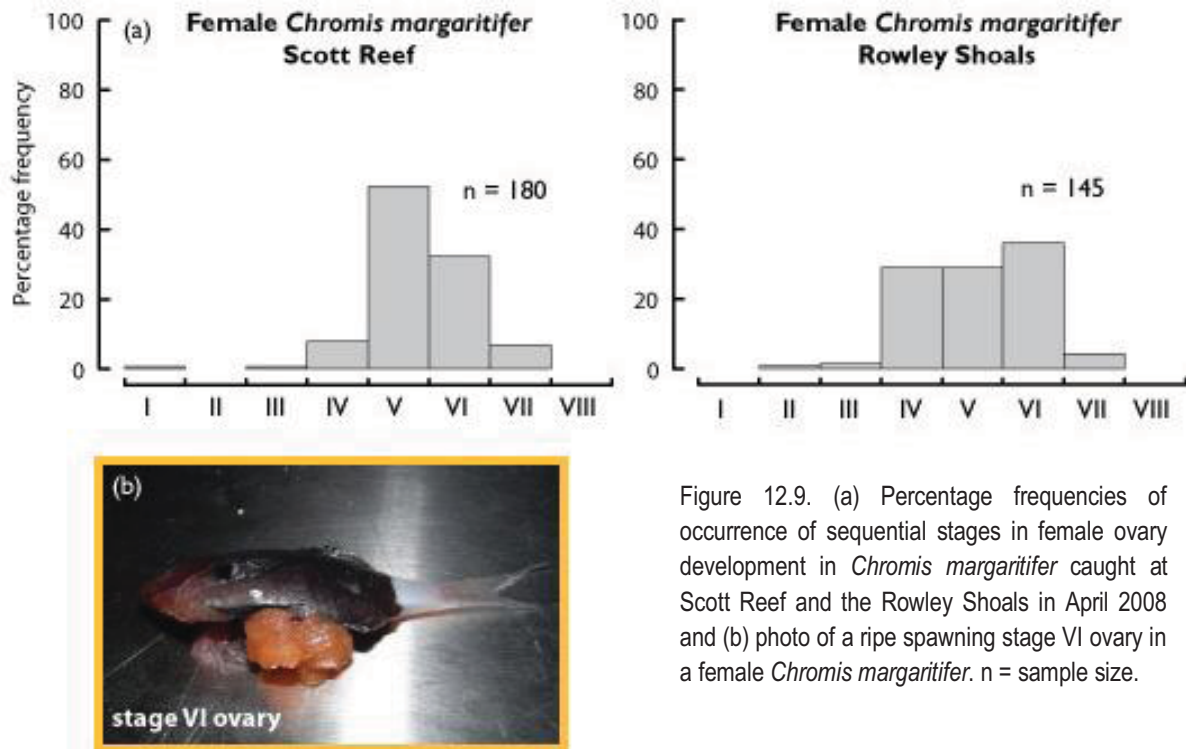 (a)
Female Chromis margaritifer
Scott Reef
Percentage frequency
100
80
60
40
20
0
n = 180
I II III IV V VI VII VIII
Female Chromis margaritifer
Rowley Shoals
100
80
60
40
20
0
n = 145
I II III IV V VI VII VIII
(b)
stage VI ovary
Figure 12.9. (a) Percentage frequencies of
occurrence of sequential stages in female ovary
development in Chromis margaritifer caught at
Scott Reef and the Rowley Shoals in April 2008
and (b) photo of a ripe spawning stage VI ovary in
a female Chromis margaritifer. n = sample size.